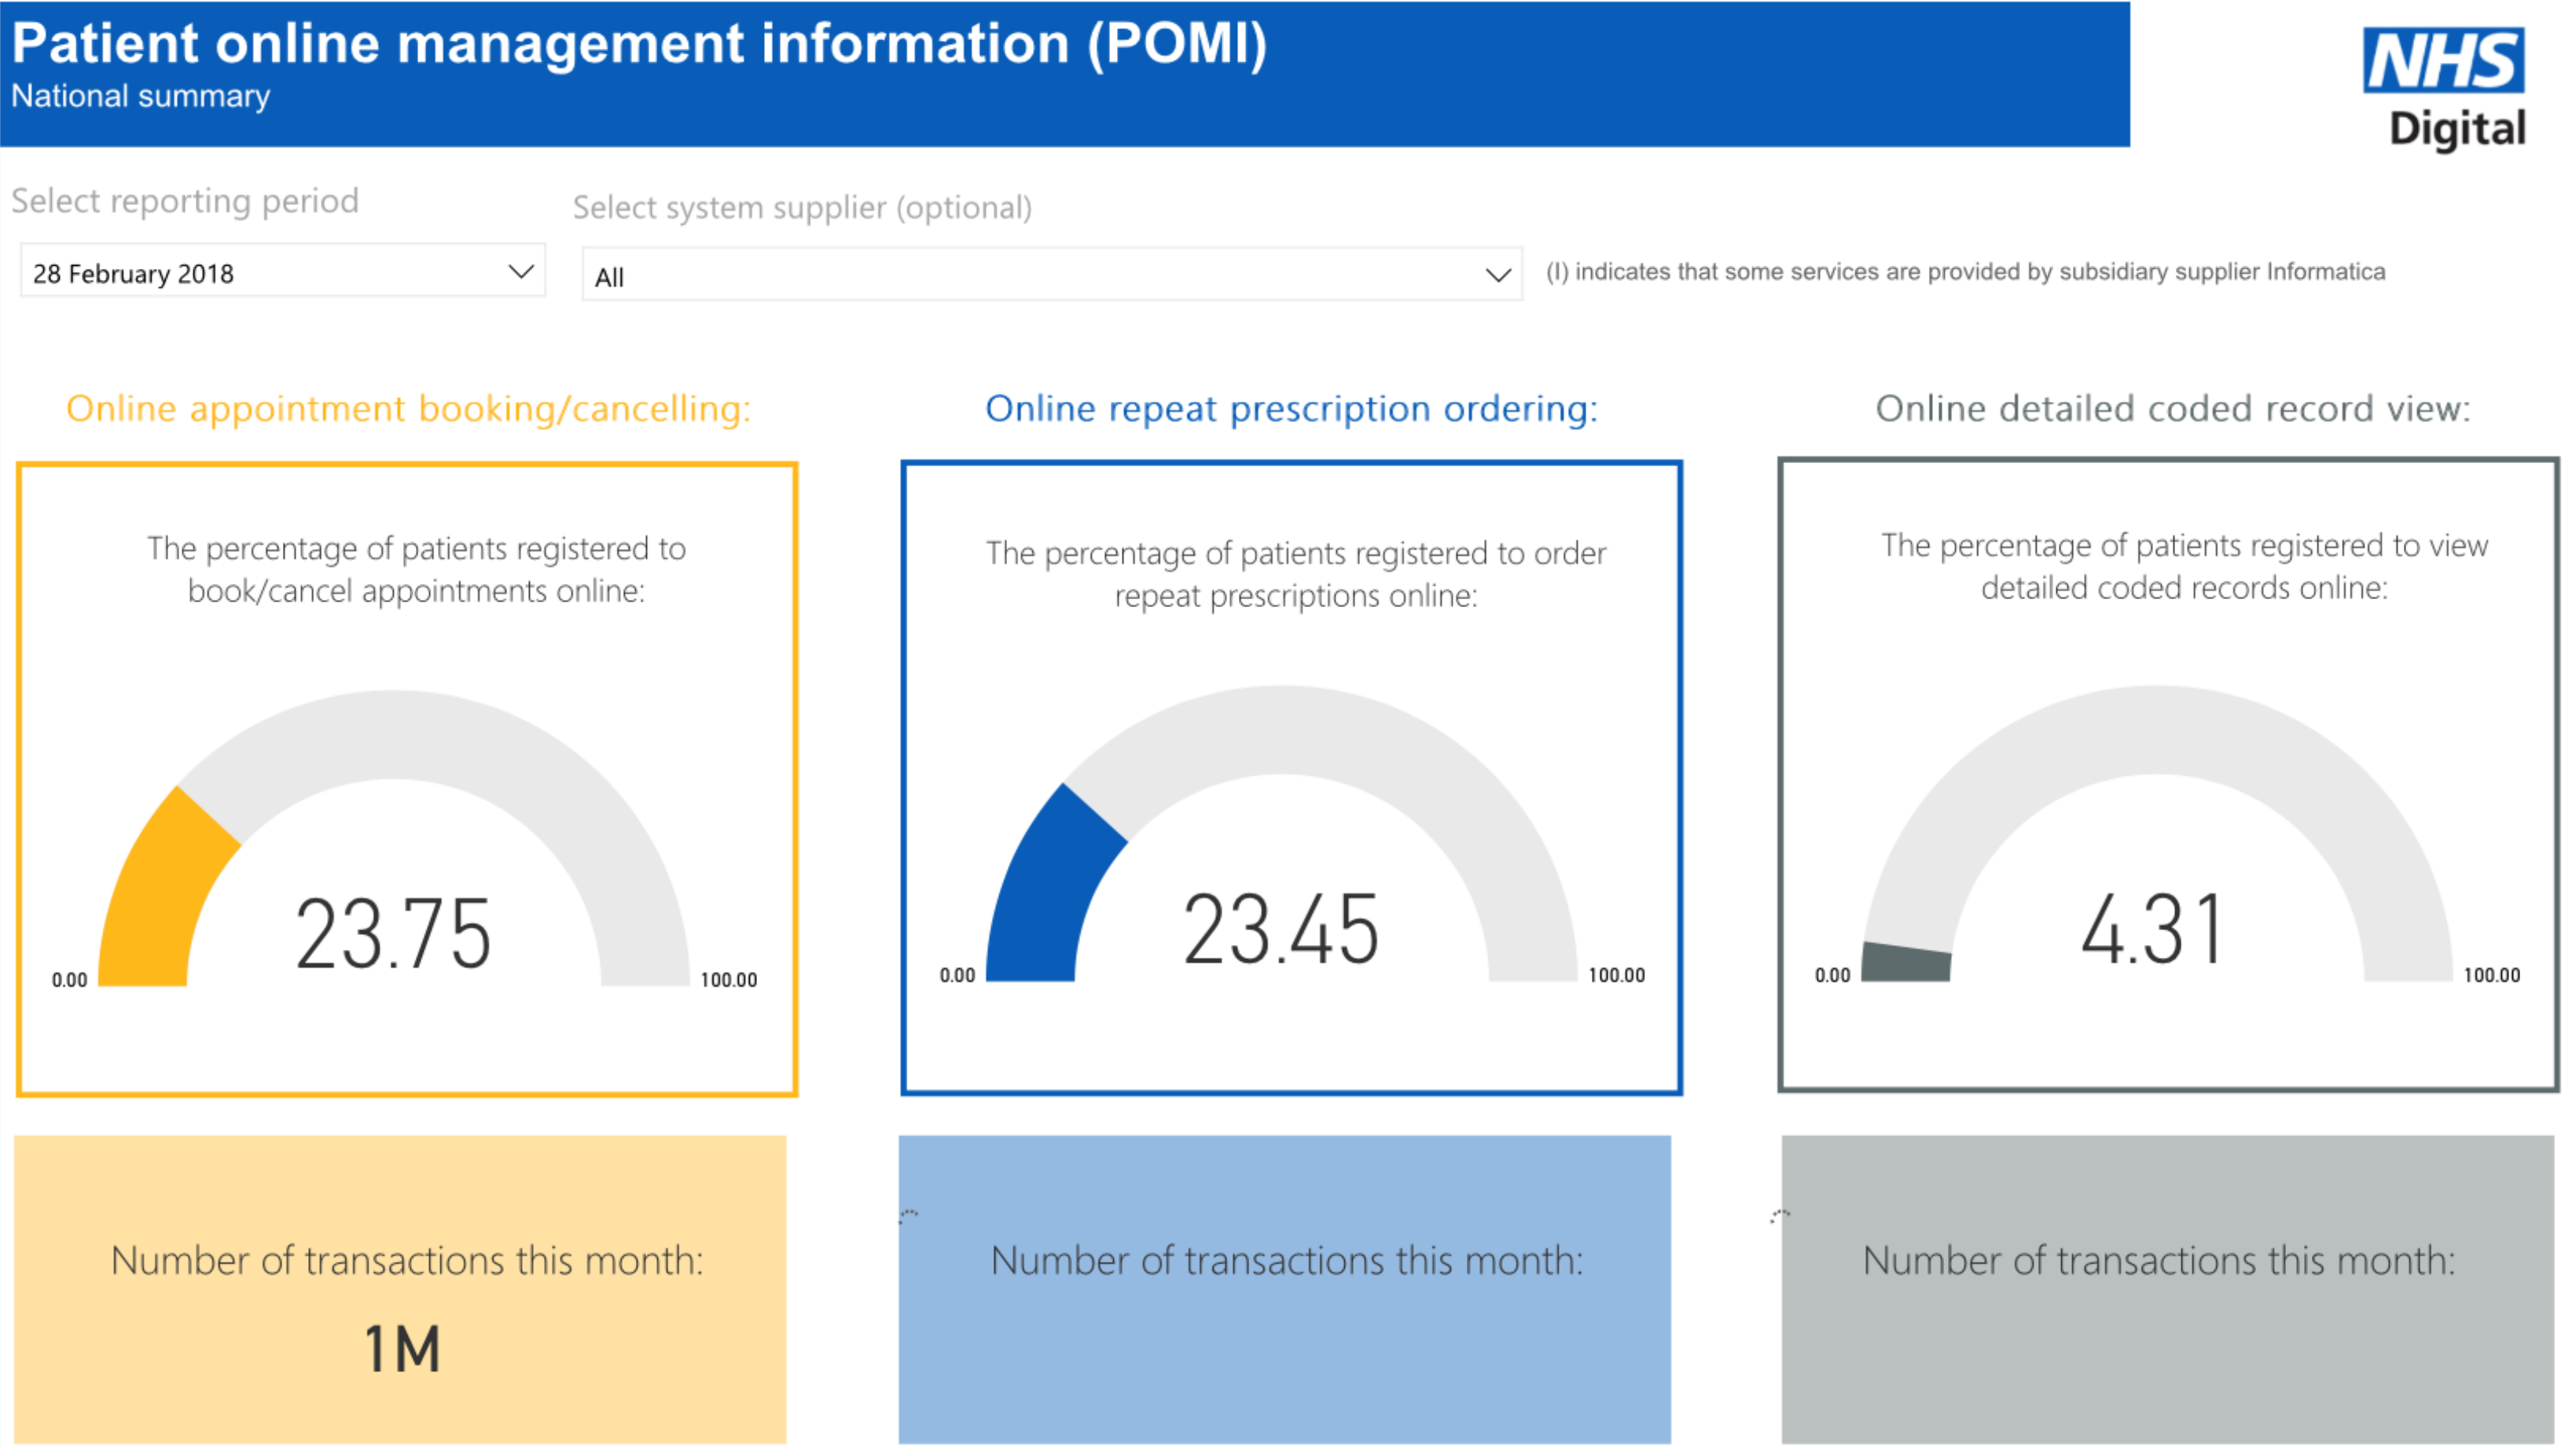 Patient online management information (POMI)
National summary
NHS
Digital
Select reporting period
Select system supplier (optional)
28 February 2018
All
(I) indicates that some services are provided by subsidiary supplier Informatica
Online appointment booking/cancelling:
The percentage of patients registered to
book/cancel appointments online:
23.75
0.00
100.00
Number of transactions this month:
1M
Online repeat prescription ordering:
The percentage of patients registered to order
repeat prescriptions online:
23.45
0.00
100.00
Number of transactions this month:
Online detailed coded record view:
The percentage of patients registered to view
detailed coded records online:
4.31
0.00
100.00
Number of transactions this month: